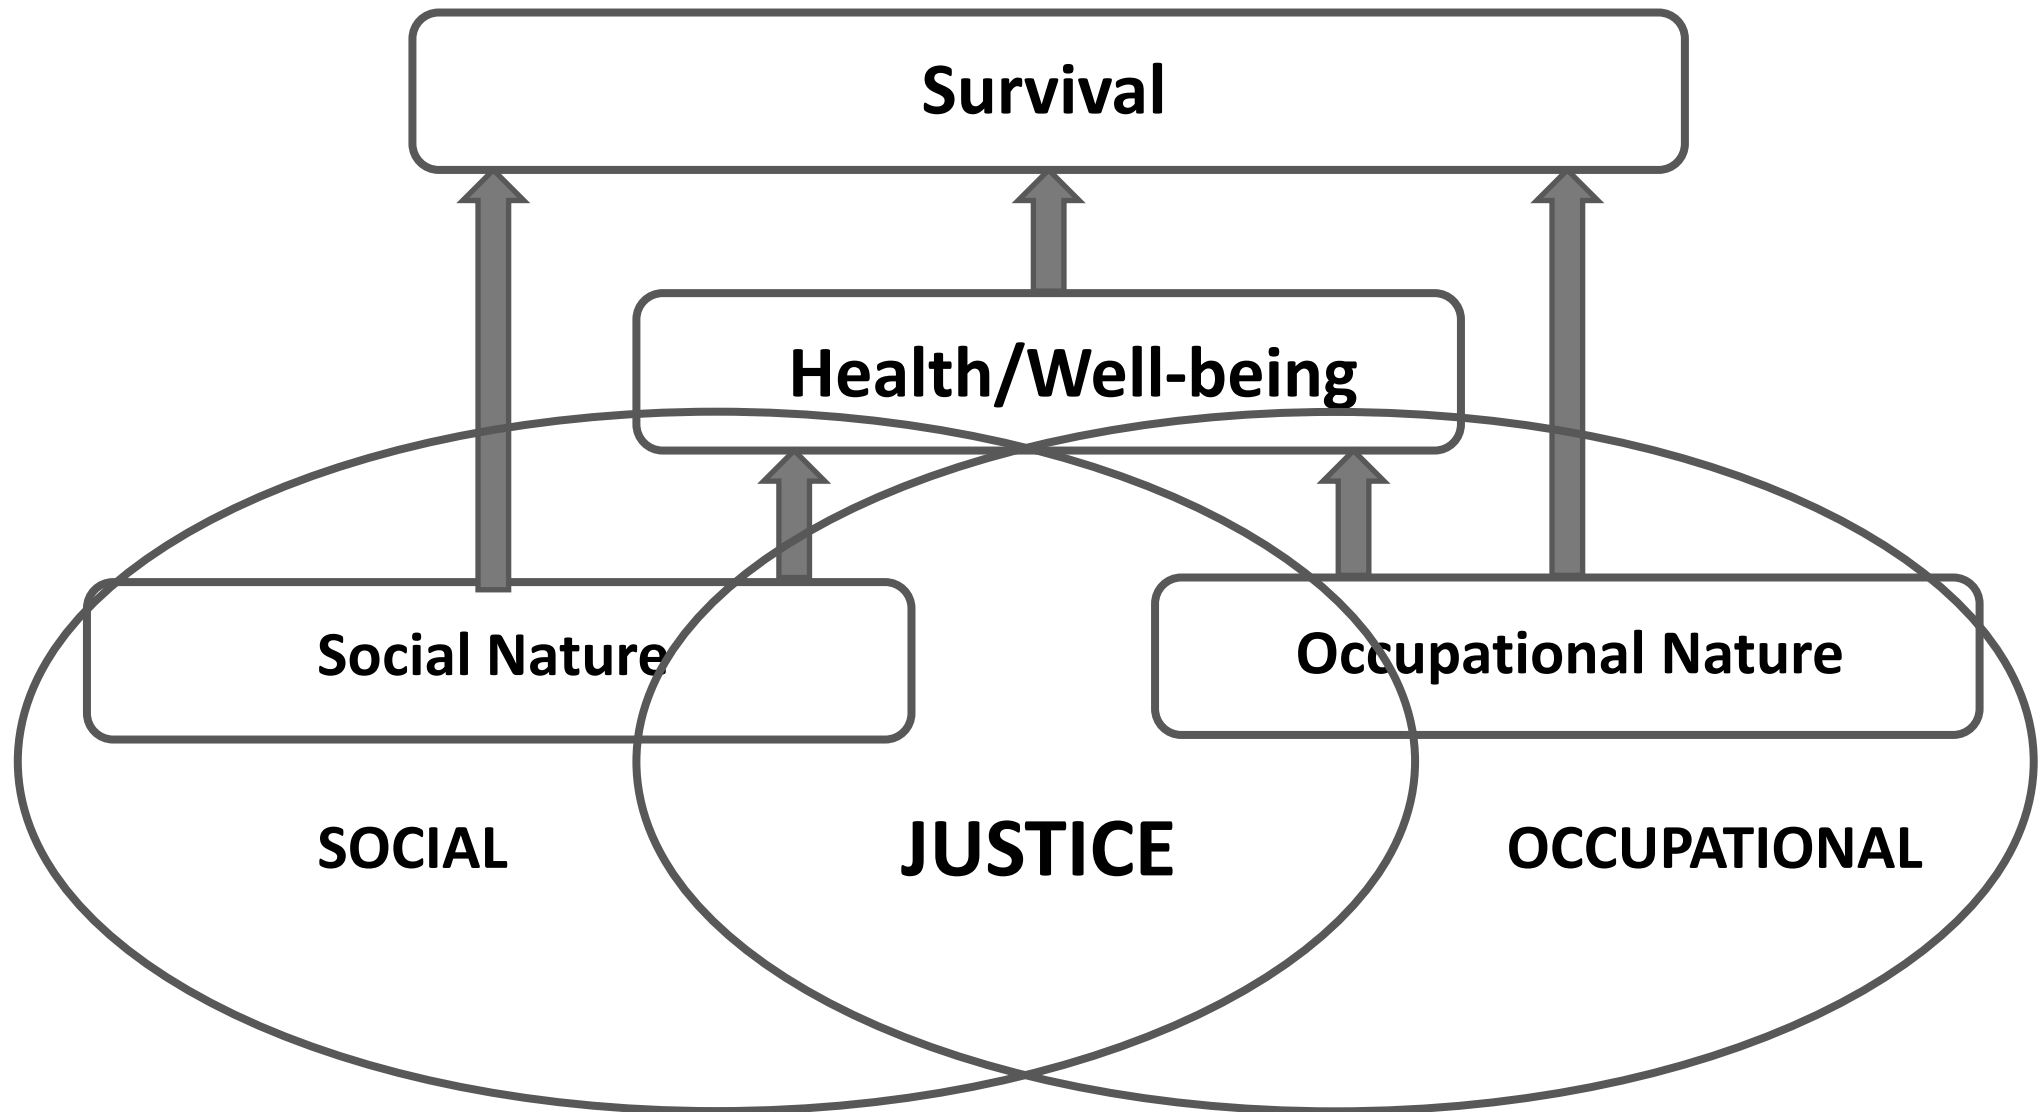 Survival
Health/Well-being
Social Nature
Occupational Nature
SOCIAL
JUSTICE
OCCUPATIONAL